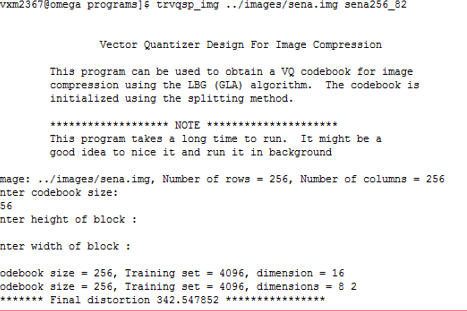 vxm2367@omega programs]$ trvqsp_img ../images/sena.img sena256_82
Vector Quantizer Design For Image Compression
This program can be used to obtain a VQ codebook for image
compression using the LBG (GLA) algorithm.  The codebook is
initialized using the splitting method.
******************* NOTE *********************
This program takes a long time to run.  It might be a
good idea to nice it and run it in background
mage: ../images/sena.img, Number of rows = 256, Number of columns = 256
nter codebook size:
56
nter height of block :
nter width of block :
odebook size = 256, Training set = 4096, dimension = 16
odebook size = 256, Training set = 4096, dimensions = 8 2
******* Final distortion 342.547852 ****************